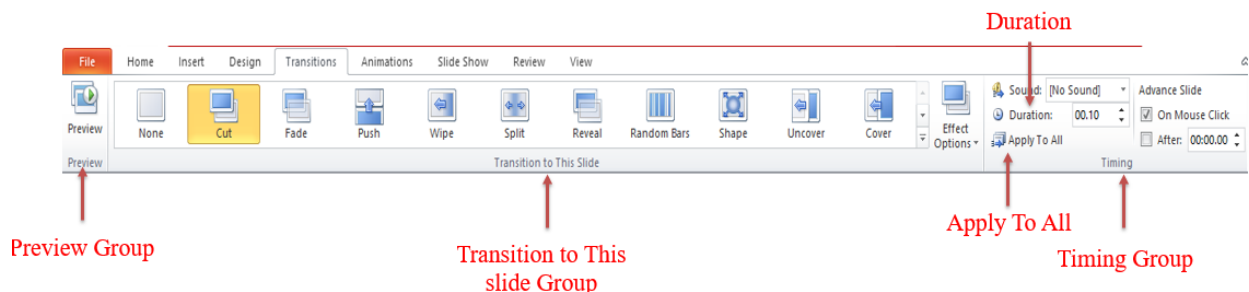 Duration
File Home Insert Design Transitions Animations Slide Show Review View
Sound: [No Sound] Advance Slide
Duration: 00.10 On Mouse Click
Preview None Cut Fade Push Wipe Split Reveal Random Bars Shape Uncover Cover Effect Options Apply To All After: 00:00.00
Preview Transition to This Slide Timing
Preview Group
Transition to This
slide Group
Apply To All
Timing Group